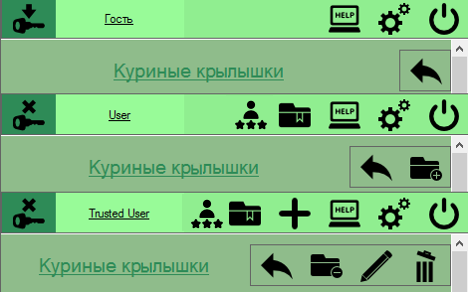 Гость HELP
Куриные крылышки
User HELP
Куриные крылышки
Trusted User HELP
Куриные крылышки